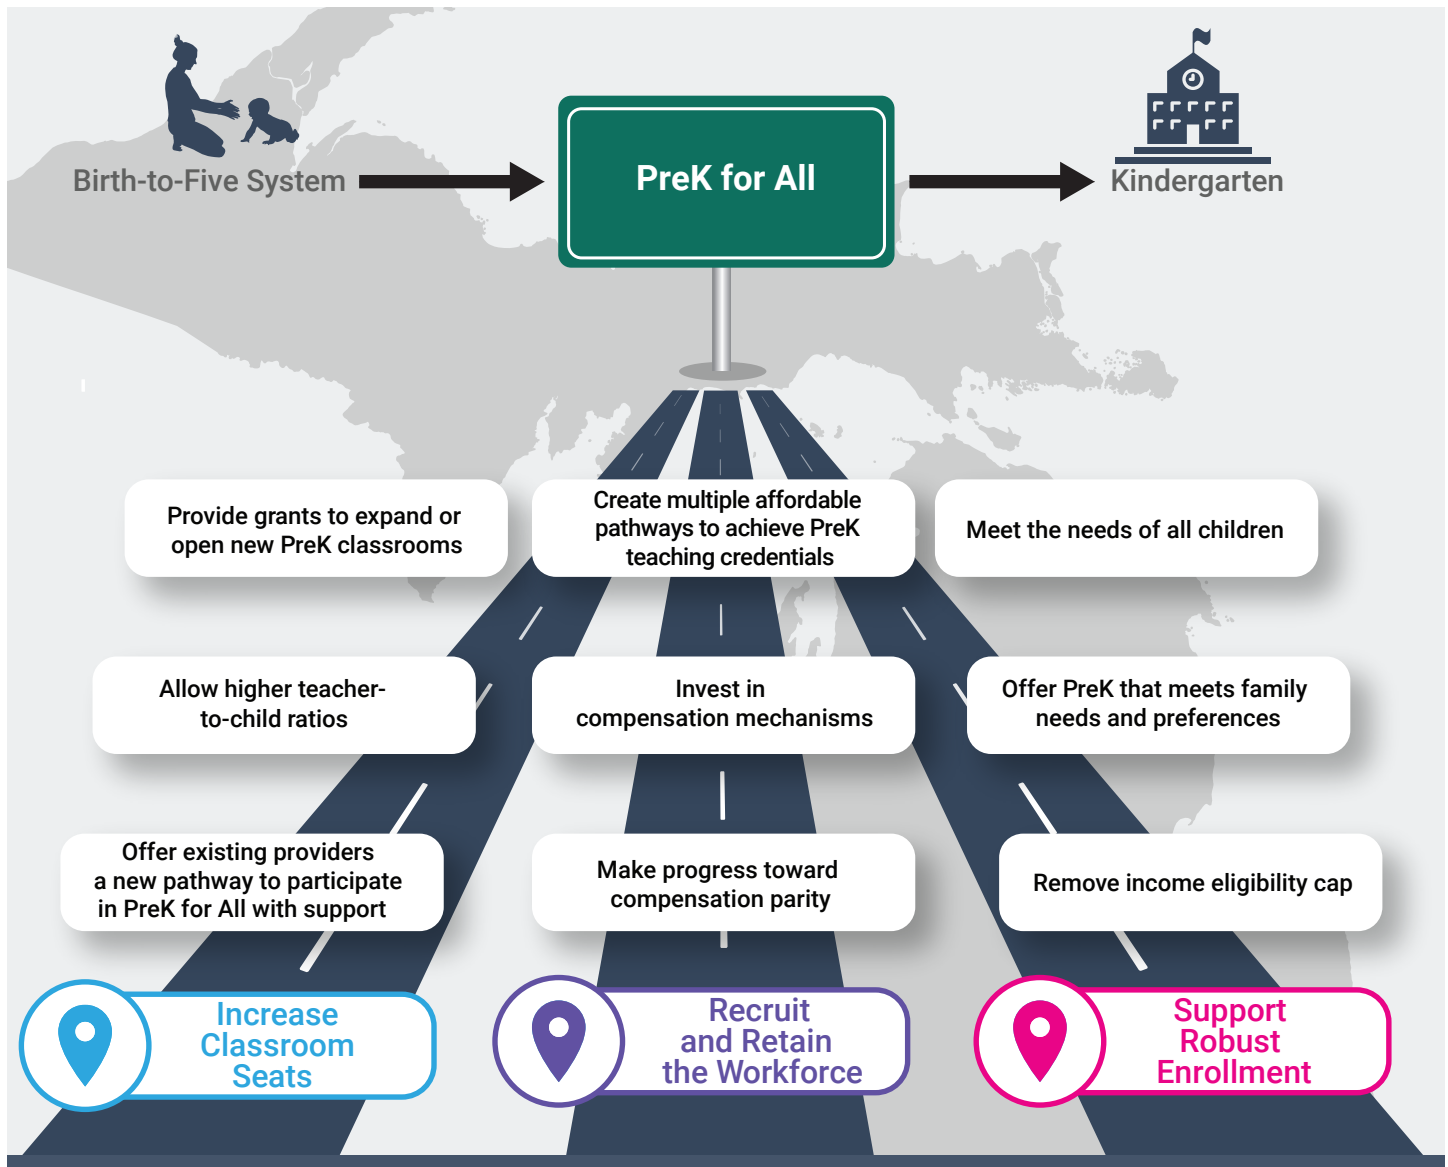 Birth-to-Five System
PreK for All
Kindergarten
Provide grants to expand or
open new PreK classrooms
Create multiple affordable
pathways to achieve PreK
teaching credentials
Meet the needs of all children
Allow higher teacher-
to-child ratios
Invest in
compensation mechanisms
Offer PreK that meets family
needs and preferences
Offer existing providers
a new pathway to participate
in PreK for All with support
Make progress toward
compensation parity
Remove income eligibility cap
Increase
Classroom
Seats
Recruit
and Retain
the Workforce
Support
Robust
Enrollment